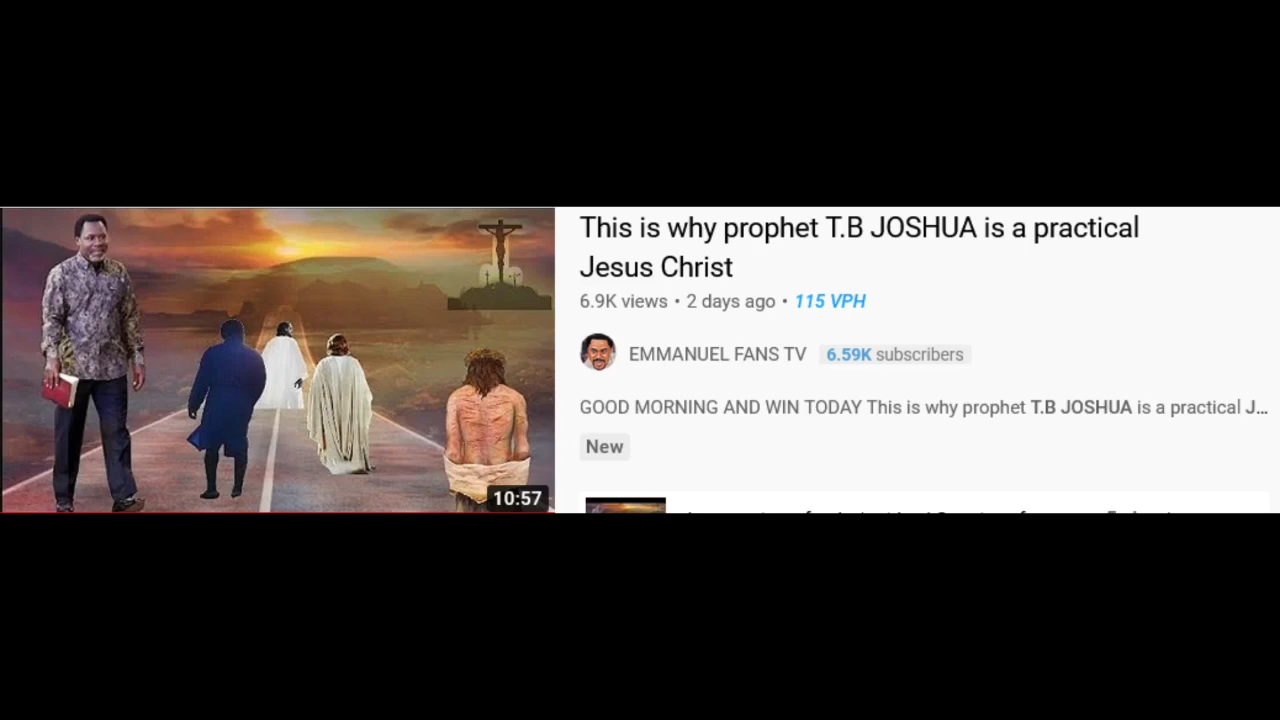 This is why prophet T.B JOSHUA is a practical
Jesus Christ
6.9K views • 2 days ago • 115 VPH
EMMANUEL FANS TV 6.59K subscribers
GOOD MORNING AND WIN TODAY This is why prophet T.B JOSHUA is a practical J...
New
10:57